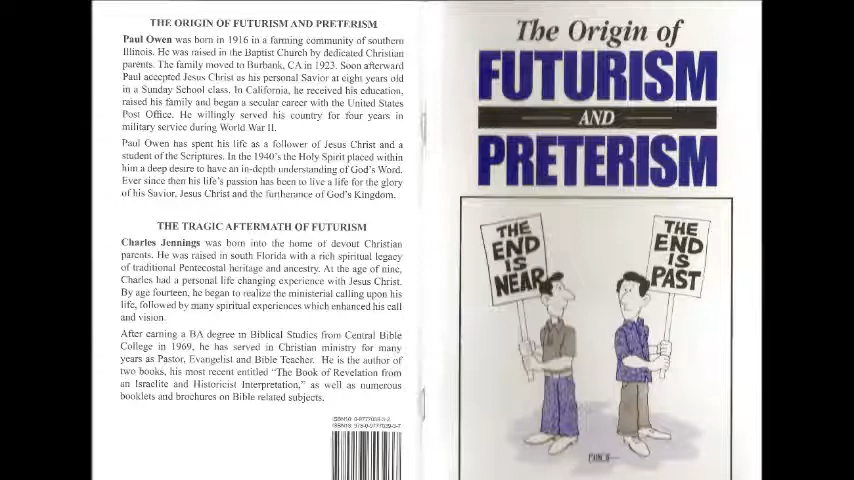 THE ORIGIN OF FUTURISM AND PRETERISM
Paul Owen was born in 1916 in a farming community of southern
Illinois. He was raised in the Baptist Church by dedicated Christian
parents. The family moved to Burbank, CA in 1923. Soon afterward
Paul accepted Jesus Christ as his personal Savior at eight years old
in a Sunday School class. In California, he received his education,
raised his family and began a secular career with the United States
Post Office. He willingly served his country for four years in
military service during World War II.
Paul Owen has spent his life as a follower of Jesus Christ and a
student of the Scriptures. In the 1940's the Holy Spirit placed within
him a deep desire to have an in-depth understanding of God's Word.
Ever since then his life's passion has been to live a life for the glory
of his Savior, Jesus Christ and the furtherance of God's Kingdom.
THE TRAGIC AFTERMATH OF FUTURISM
Charles Jennings was born into the home of devout Christian
parents. He was raised in south Florida with a rich spiritual legacy
of traditional Pentecostal heritage and ancestry. At the age of nine,
Charles had a personal life changing experience with Jesus Christ.
By age fourteen, he began to realize the ministerial calling upon his
life, followed by many spiritual experiences which enhanced his call
and vision.
After earning a BA degree in Biblical Studies from Central Bible
College in 1969, he has served in Christian ministry for many
years as Pastor, Evangelist and Bible Teacher. He is the author of
two books, his most recent entitled "The Book of Revelation from
an Israelite and Historicist Interpretation," as well as numerous
booklets and brochures on Bible related subjects.
The Origin of
FUTURISM
AND
PRETERISM
THE
END
IS
NEAR
THE
END
IS
PAST